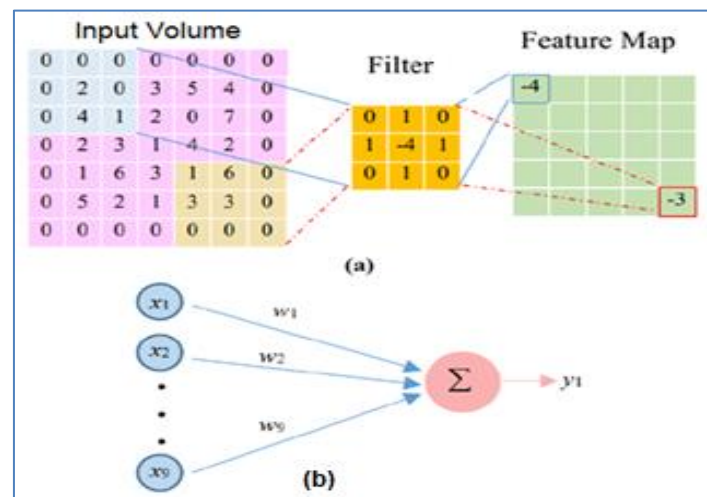 Input Volume
Filter
Feature Map
0 0 0 0 0 0 0
0 2 0 3 5 4 0
0 4 1 2 0 7 0
0 2 3 1 4 2 0
0 1 6 3 1 6 0
0 5 2 1 3 3 0
0 0 0 0 0 0 0
0 1 0
1 -4 1
0 1 0
-4
-3
(a)
x1
x2
x9
w1
w2
w9
Σ
y1
(b)